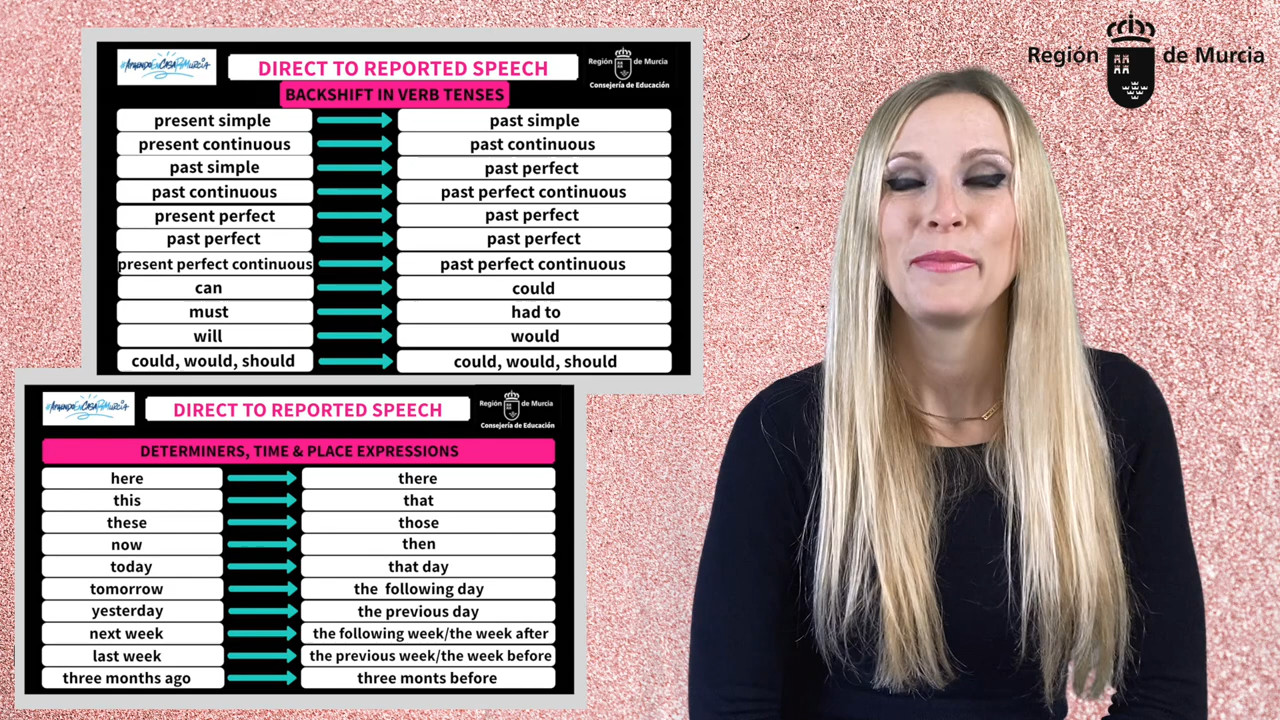 #AprendoEnCasaRMurcia
DIRECT TO REPORTED SPEECH
Región de Murcia
Consejería de Educación
BACKSHIFT IN VERB TENSES
present simple past simple
present continuous past continuous
past simple past perfect
past continuous past perfect continuous
present perfect past perfect
past perfect past perfect
present perfect continuous past perfect continuous
can could
must had to
will would
could, would, should could, would, should
#AprendoEnCasaRMurcia
DIRECT TO REPORTED SPEECH
Región de Murcia
Consejería de Educación
DETERMINERS, TIME & PLACE EXPRESSIONS
here there
this that
these those
now then
today that day
tomorrow the following day
yesterday the previous day
next week the following week/the week after
last week the previous week/the week before
three months ago three monts before
Región de Murcia